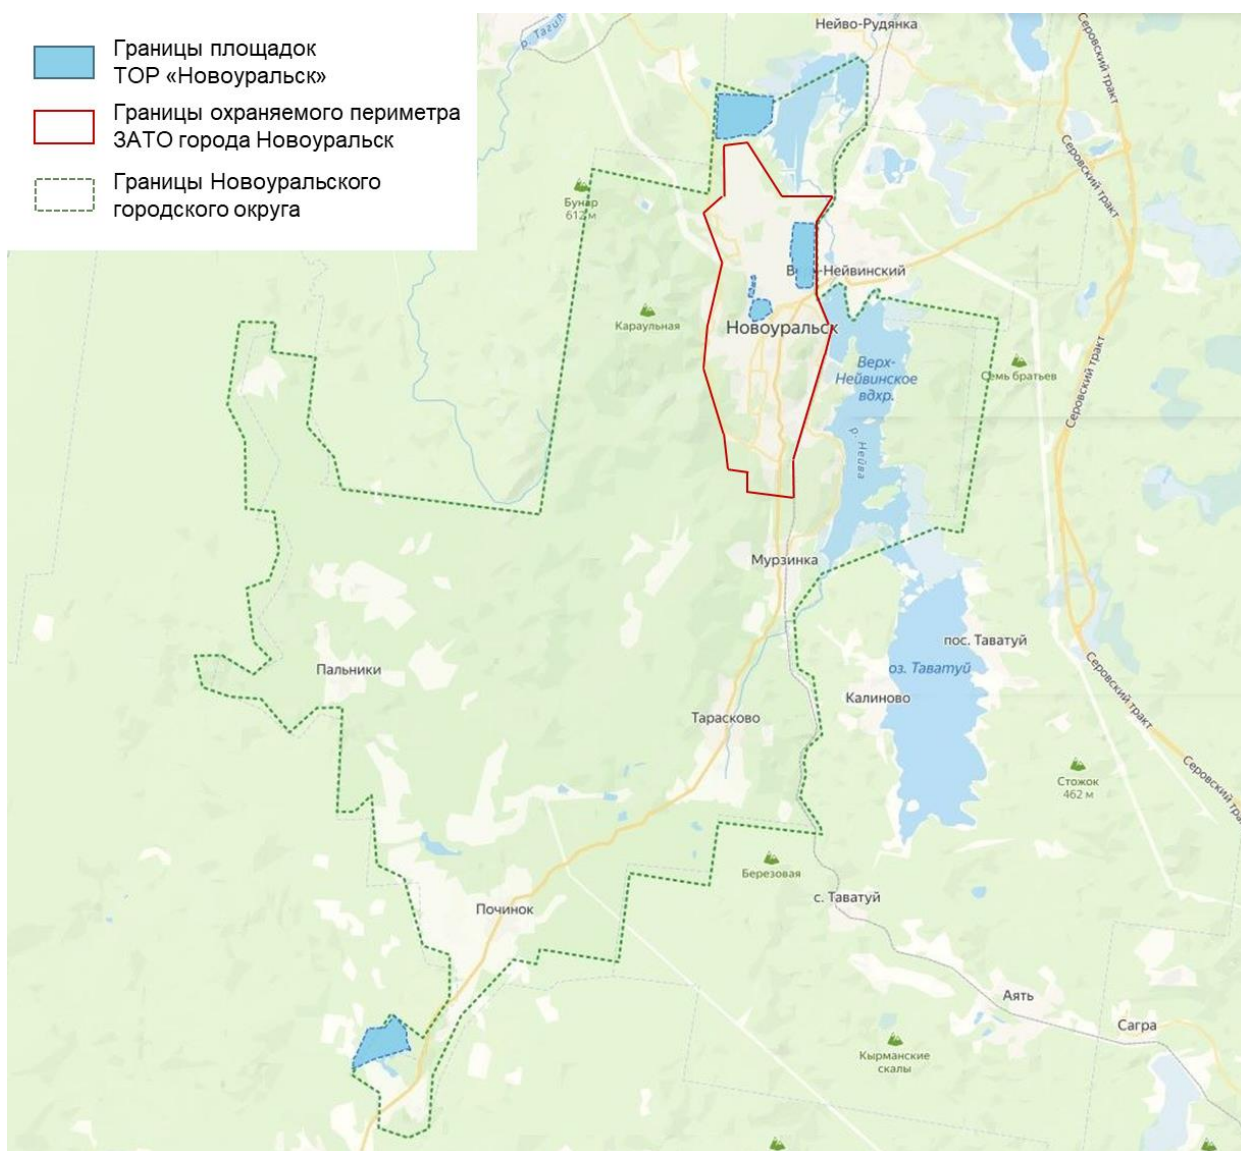 Границы площадок
ТОР «Новоуральск»
Границы охраняемого периметра
ЗАТО города Новоуральск
Границы Новоуральского
городского округа
р. Тагил
Нейво-Рудянка
Серовский тракт
Серовский тракт
Бунар
612 м
Нейвинский
Караульная
Новоуральск
Верх-
Нейвинское
вдхр.
Семь братьев
Серовский тракт
р. Нейва
Мурзинка
пос. Таватуй
оз. Таватуй
Пальники
Калиново
Серовский тракт
Тарасково
Серовский тра
Стожок
462 м
Березовая
с. Таватуй
Починок
Аять
Сагра
Кырманские
скалы